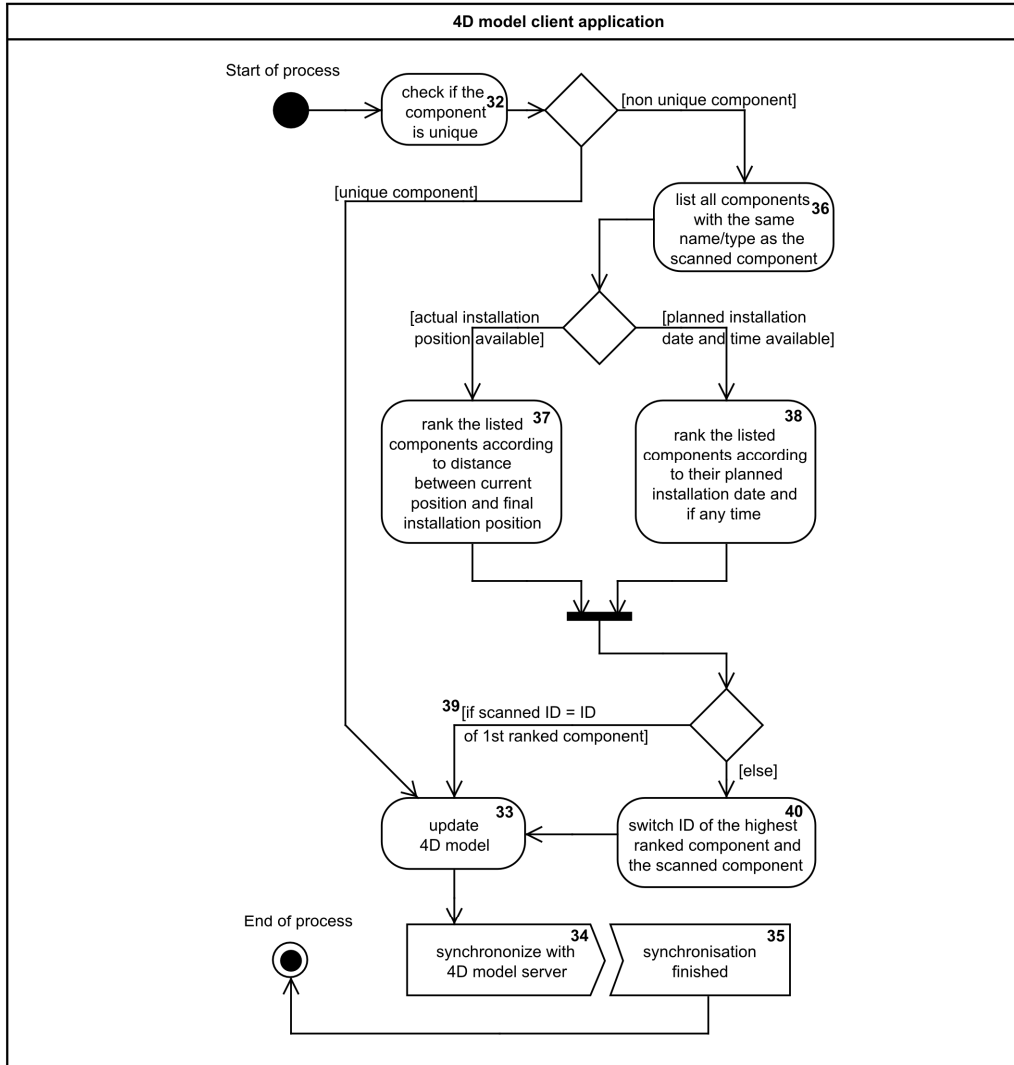 4D model client application
Start of process
check if the
component
is unique
32
[non unique component]
[unique component]
list all components
with the same
name/type as the
scanned component
36
[actual installation
position available]
[planned installation
date and time available]
rank the listed
components according
to distance
between current
position and final
installation position
37
rank the listed
components according
to their planned
installation date and
if any time
38
39
[if scanned ID = ID
of 1st ranked component]
[else]
update
4D model
33
switch ID of the highest
ranked component and
the scanned component
40
End of process
synchrononize with
4D model server
34
synchronisation
finished
35